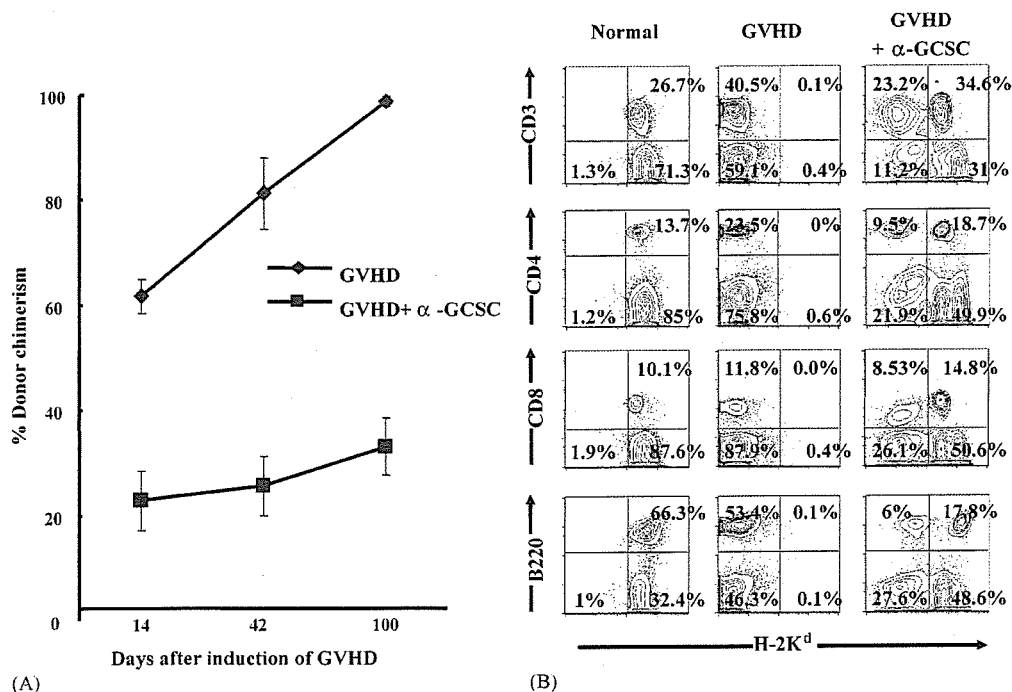 (A)
100
80
60
40
20
0
% Donor chimerism
GVHD
GVHD+ α -GCSC
14 42 100
Days after induction of GVHD
(B)
Normal GVHD GVHD
+ α-GCSC
CD3
26.7% 40.5% 0.1% 23.2% 34.6%
1.3% 71.3% 59.1% 0.4% 11.2% 31%
CD4
13.7% 23.5% 0% 9.5% 18.7%
1.2% 85% 75.8% 0.6% 21.9% 49.9%
CD8
10.1% 11.8% 0.0% 8.53% 14.8%
1.9% 87.6% 87.9% 0.4% 26.1% 50.6%
B220
66.3% 53.4% 0.1% 6% 17.8%
1% 32.4% 46.3% 0.1% 27.6% 48.6%
H-2Kᵈ